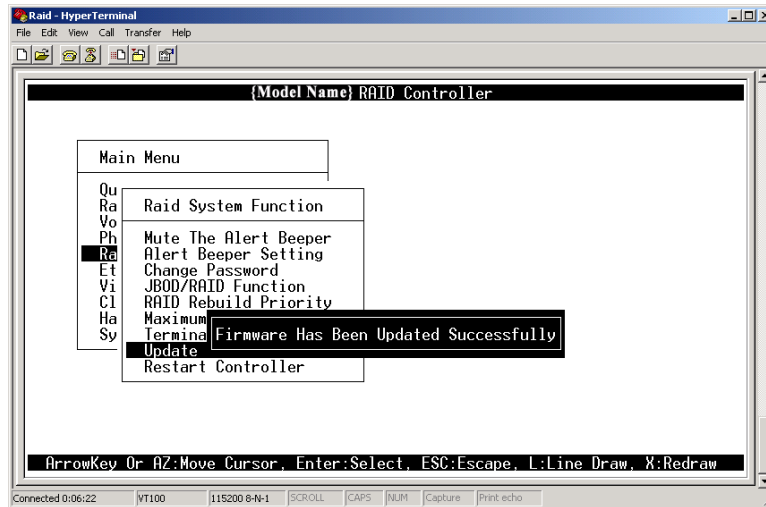 Raid - HyperTerminal
File Edit View Call Transfer Help
{Model Name} RAID Controller
Main Menu
Qu
Ra
Vo
Ph
Ra
Et
Vi
Cl
Ha
Sy
Raid System Function
Mute The Alert Beeper
Alert Beeper Setting
Change Password
JBOD/RAID Function
RAID Rebuild Priority
Maximum
Termina
Update
Restart Controller
Firmware Has Been Updated Successfully
ArrowKey Or AZ:Move Cursor, Enter:Select, ESC:Escape, L:Line Draw, X:Redraw
Connected 0:06:22 VT100 115200 8-N-1 SCROLL CAPS NUM Capture Print echo